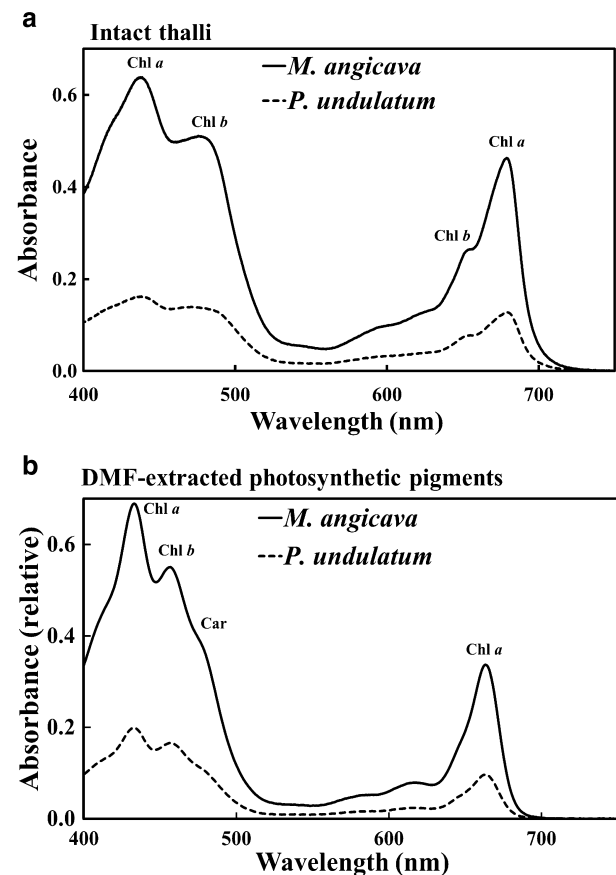 a
Intact thalli
Chl a
M. angicava
P. undulatum
Chl b
Chl a
Chl b
Absorbance
0.6
0.4
0.2
0.0
400
500
600
700
Wavelength (nm)
b
DMF-extracted photosynthetic pigments
Chl a
M. angicava
Chl b
P. undulatum
Car
Chl a
Absorbance (relative)
0.6
0.4
0.2
0.0
400
500
600
700
Wavelength (nm)